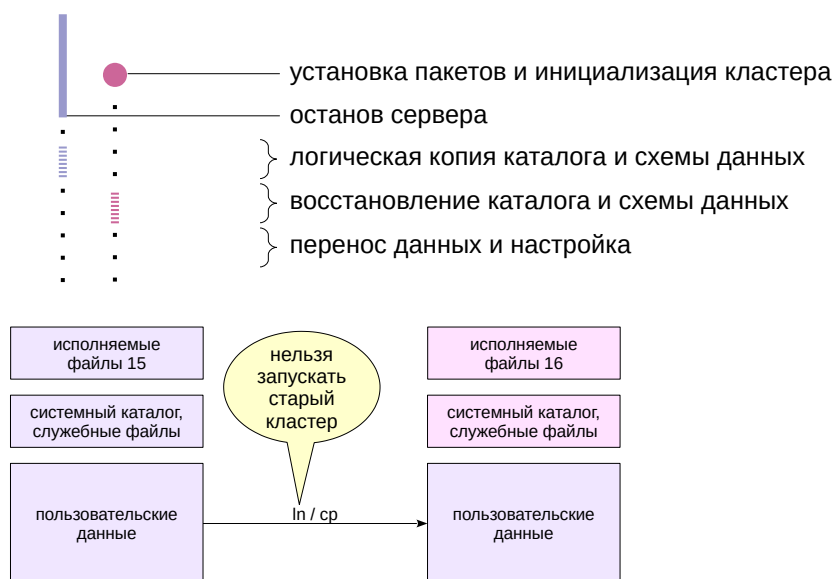 установка пакетов и инициализация кластера
останов сервера
логическая копия каталога и схемы данных
восстановление каталога и схемы данных
перенос данных и настройка
исполняемые
файлы 15
нельзя
запускать
старый
кластер
исполняемые
файлы 16
системный каталог,
служебные файлы
системный каталог,
служебные файлы
пользовательские
данные
ln / cp
пользовательские
данные